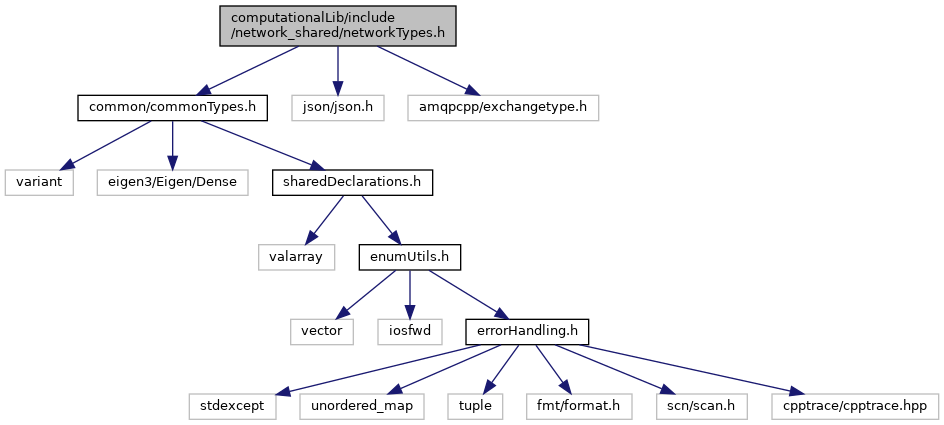 computationalLib/include
/network_shared/networkTypes.h
common/commonTypes.h
json/json.h
amqpcpp/exchangetype.h
variant
eigen3/Eigen/Dense
sharedDeclarations.h
valarray
enumUtils.h
vector
iosfwd
errorHandling.h
stdexcept
unordered_map
tuple
fmt/format.h
scn/scan.h
cpptrace/cpptrace.hpp